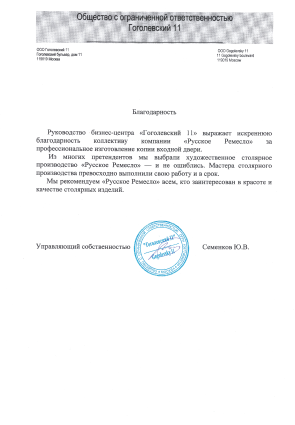 Общество с ограниченной ответственностью
Гоголевский 11
ООО Гоголевский 11
Гоголевский бульвар, дом 11
119019 Москва
OOO Gogolevsky 11
11 Gogolevsky boulevard
119019 Moscow
Благодарность
Руководство бизнес-центра «Гоголевский 11» выражает искреннюю
благодарность коллективу компании «Русское Ремесло» за
профессиональное изготовление копии входной двери.
Из многих претендентов мы выбрали художественное столярное
производство «Русское Ремесло» — и не ошиблись. Мастера столярного
производства превосходно выполнили свою работу и в срок.
Мы рекомендуем «Русское Ремесло» всем, кто заинтересован в красоте и
качестве столярных изделий.
Управляющий собственностью
"Гоголевский 11"
Семенков Ю.В.